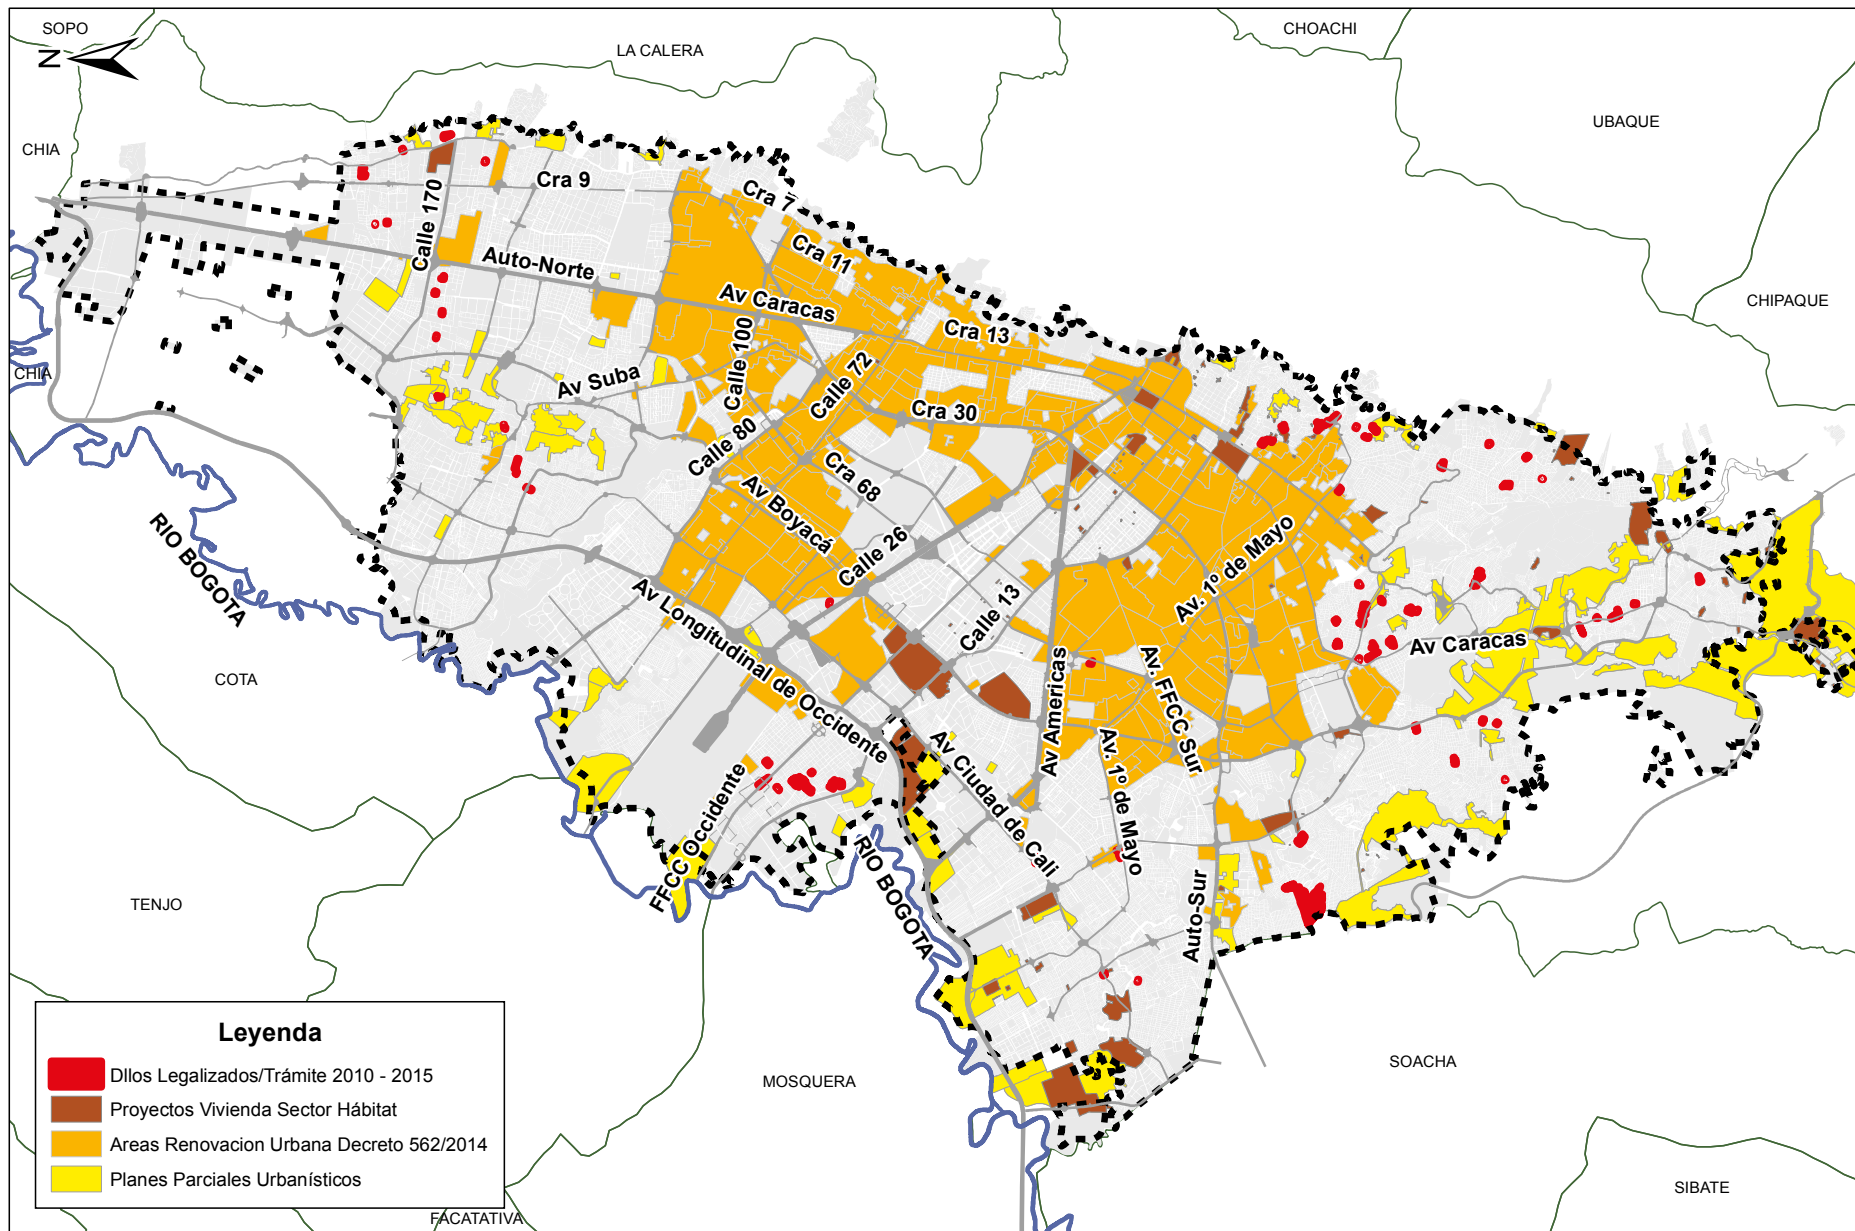 SOPO
CHOACHI
LA CALERA
N
UBAQUE
CHIA
Cra 9
Cra 7
Calle 170
Cra 11
Auto-Norte
Av Caracas
CHIPAQUE
Cra 13
CHIA
Calle 100
Av Suba
Calle 72
Cra 30
Calle 80
Cra 68
Av Boyacá
RIO BOGOTA
Calle 26
Av. 1º de Mayo
Av Longitudinal de Occidente
Calle 13
Av Caracas
COTA
Av. FFCC Sur
Av Americas
Av Ciudad de Cali
Av. 1º de Mayo
FFCC Occidente
RIO BOGOTA
Auto-Sur
TENJO
MOSQUERA
SOACHA
SIBATE
FACATATIVA
Leyenda
Dllos Legalizados/Trámite 2010 - 2015
Proyectos Vivienda Sector Hábitat
Areas Renovacion Urbana Decreto 562/2014
Planes Parciales Urbanísticos